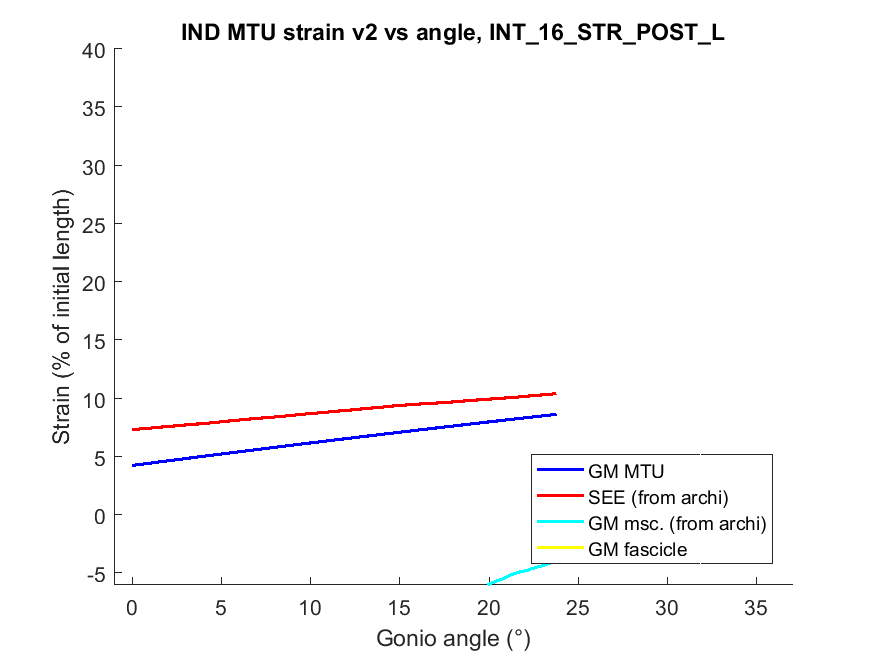 IND MTU strain v2 vs angle, INT_16_STR_POST_L
40
35
30
25
20
15
10
5
0
-5
Strain (% of initial length)
GM MTU
SEE (from archi)
GM msc. (from archi)
GM fascicle
0 5 10 15 20 25 30 35
Gonio angle (°)